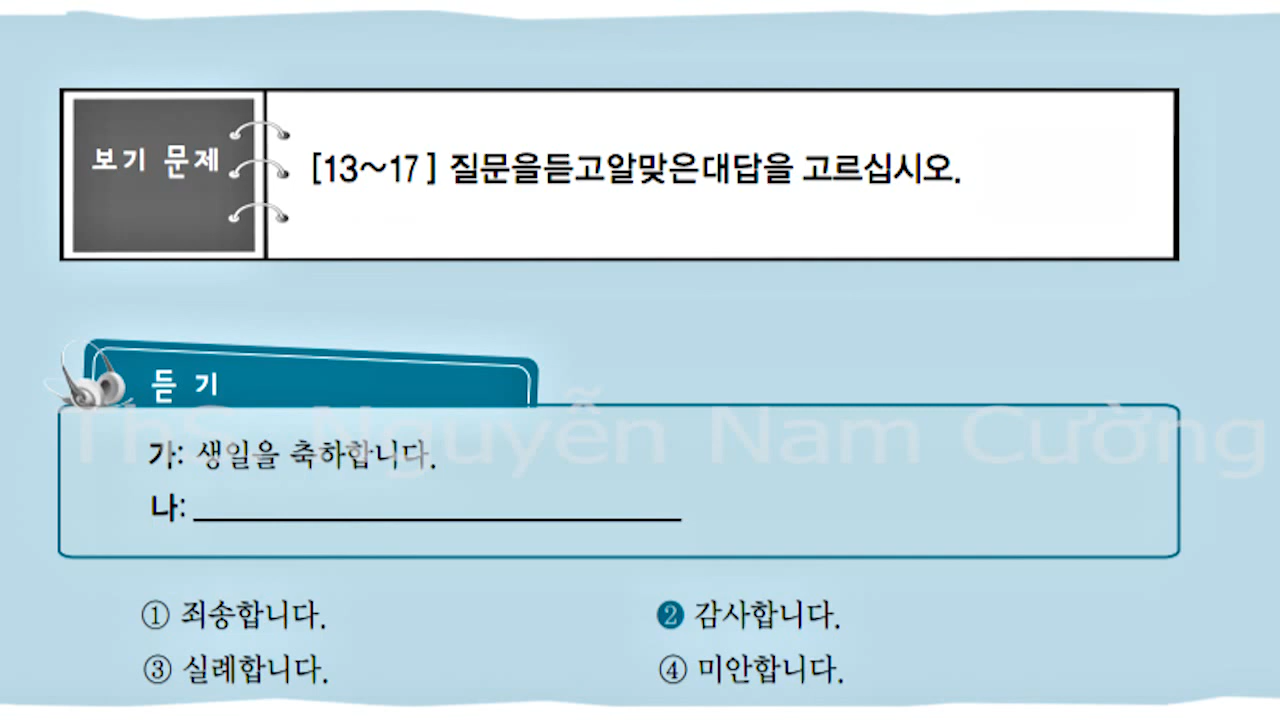 보기 문제
[13~17] 질문을듣고알맞은대답을 고르십시오.
듣기
ThS. Nguyễn Nam Cường
가: 생일을 축하합니다.
나:
① 죄송합니다.
❷ 감사합니다.
③ 실례합니다.
④ 미안합니다.